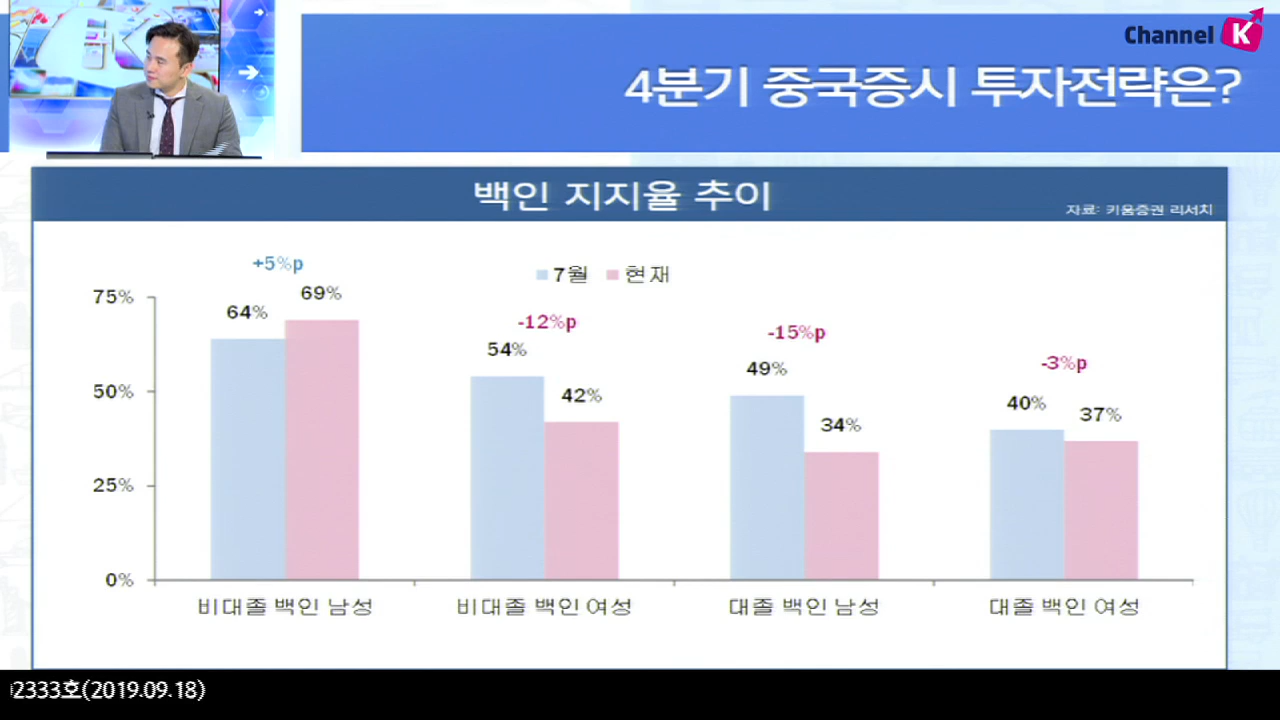 Channel K
4분기 중국증시 투자전략은?
백인 지지율 추이
자료: 키움증권 리서치
7월 현재
+5%p
-12%p
-15%p
-3%p
64% 69%
54% 42%
49% 34%
40% 37%
75%
50%
25%
0%
비대졸 백인 남성
비대졸 백인 여성
대졸 백인 남성
대졸 백인 여성
2333호(2019.09.18)